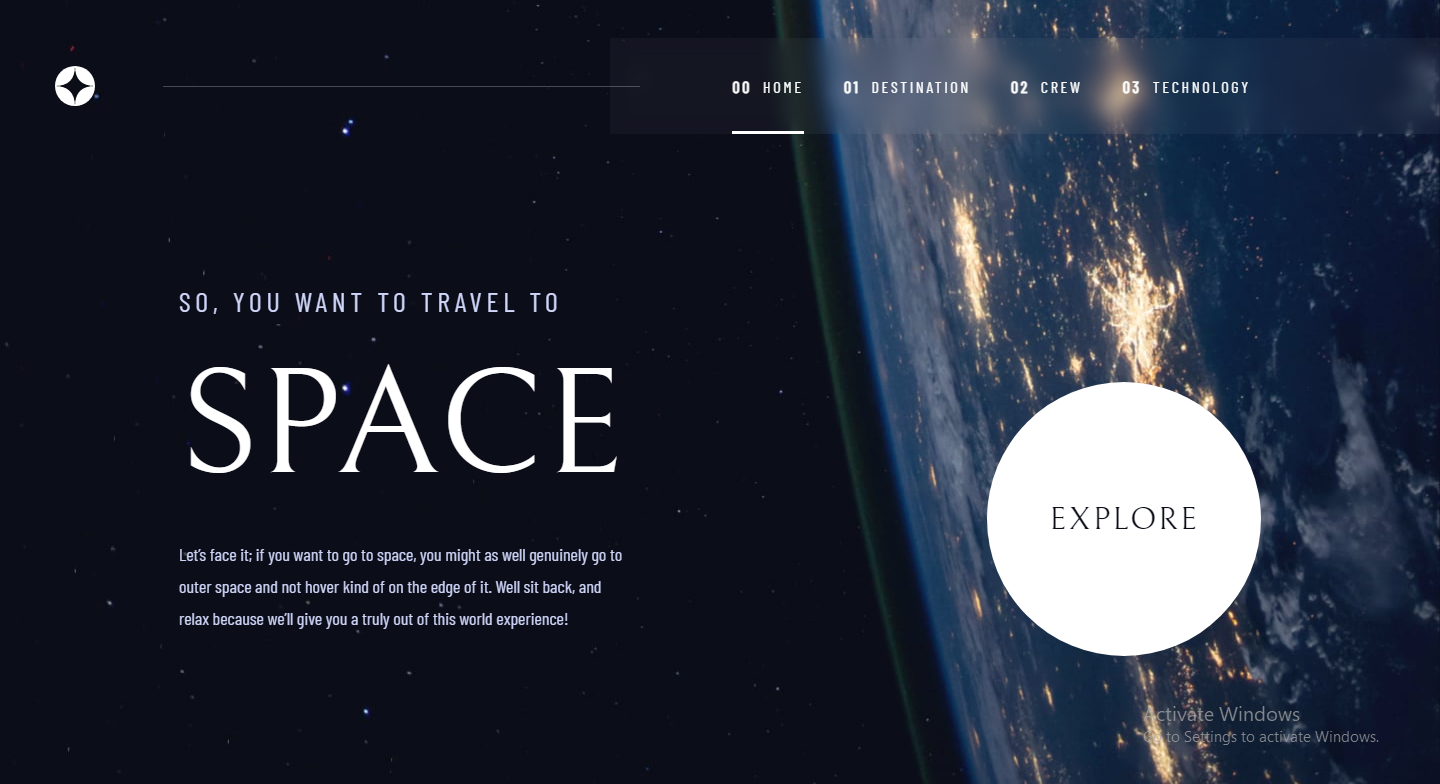 00 HOME 01 DESTINATION 02 CREW 03 TECHNOLOGY
SO, YOU WANT TO TRAVEL TO
SPACE
Let’s face it; if you want to go to space, you might as well genuinely go to
outer space and not hover kind of on the edge of it. Well sit back, and
relax because we’ll give you a truly out of this world experience!
EXPLORE
Activate Windows
Go to Settings to activate Windows.